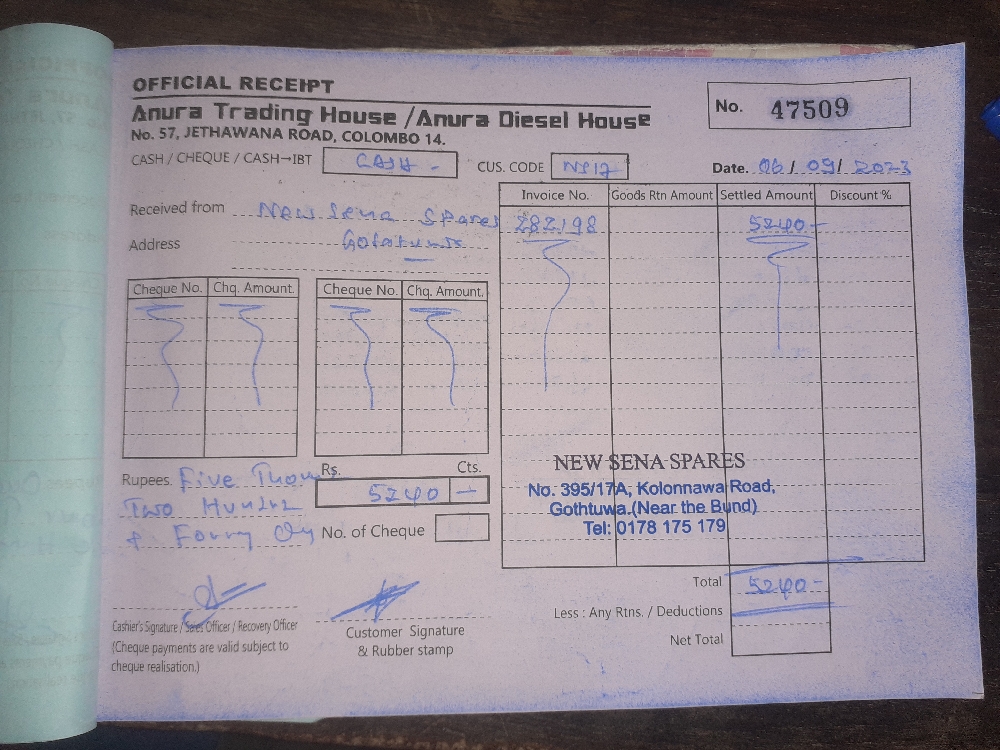 OFFICIAL RECEIPT
Anura Trading House / Anura Diesel House
No. 57, JETHAWANA ROAD, COLOMBO 14.
No. 47509
CASH / CHEQUE / CASH→IBT CASH -
CUS. CODE NS17
Date. 06 / 09 / 2023
Received from New Sena Spares
Address
Invoice No. Goods Rtn Amount Settled Amount Discount %
282198 5240-
Cheque No. Chq. Amount. Cheque No. Chq. Amount.
Rupees Five Thou
Two Hundred
& Forty Only
Rs. Cts.
5240 -
No. of Cheque
NEW SENA SPARES
No. 395/17A, Kolonnawa Road,
Gothtuwa.(Near the Bund)
Tel: 0178 175 179
Total 5240-
Less : Any Rtns. / Deductions
Net Total
Cashier's Signature / Sales Officer / Recovery Officer
(Cheque payments are valid subject to
cheque realisation.)
Customer Signature
& Rubber stamp